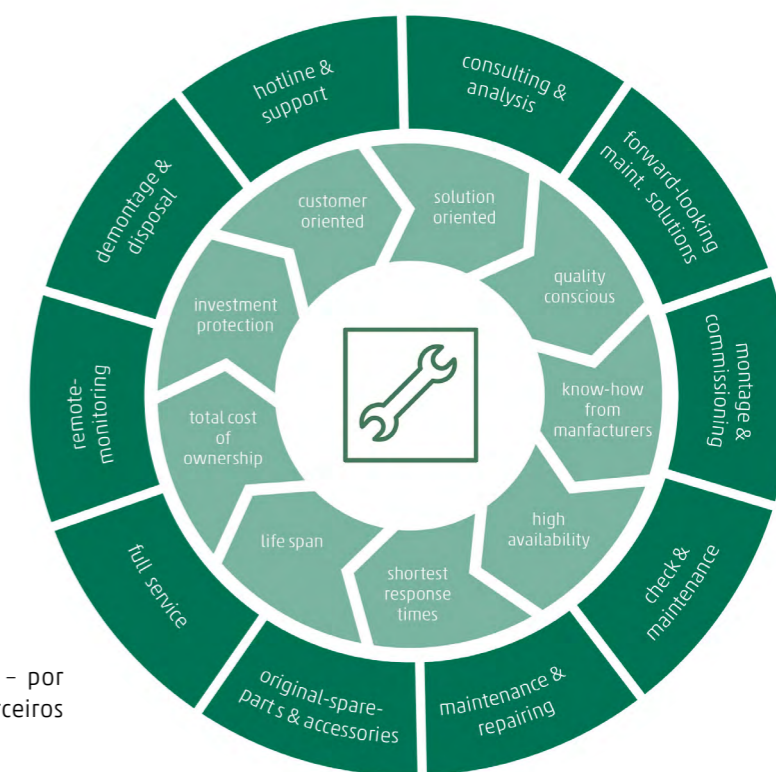 hotline &
support
consulting &
analysis
forward-looking
maint. solutions
montage &
commissioning
check &
maintenance
maintenance &
repairing
original-spare-
parts & accessories
full service
remote-
monitoring
demontage &
disposal
customer
oriented
solution
oriented
quality
conscious
know-how
from
manfacturers
high
availability
shortest
response
times
life span
total cost
of
ownership
investment
protection
– por
rceiros